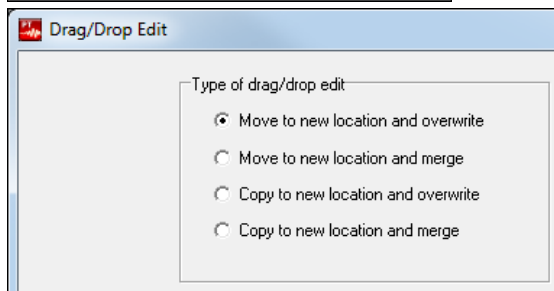 Drag/Drop Edit
Type of drag/drop edit
Move to new location and overwrite
Move to new location and merge
Copy to new location and overwrite
Copy to new location and merge